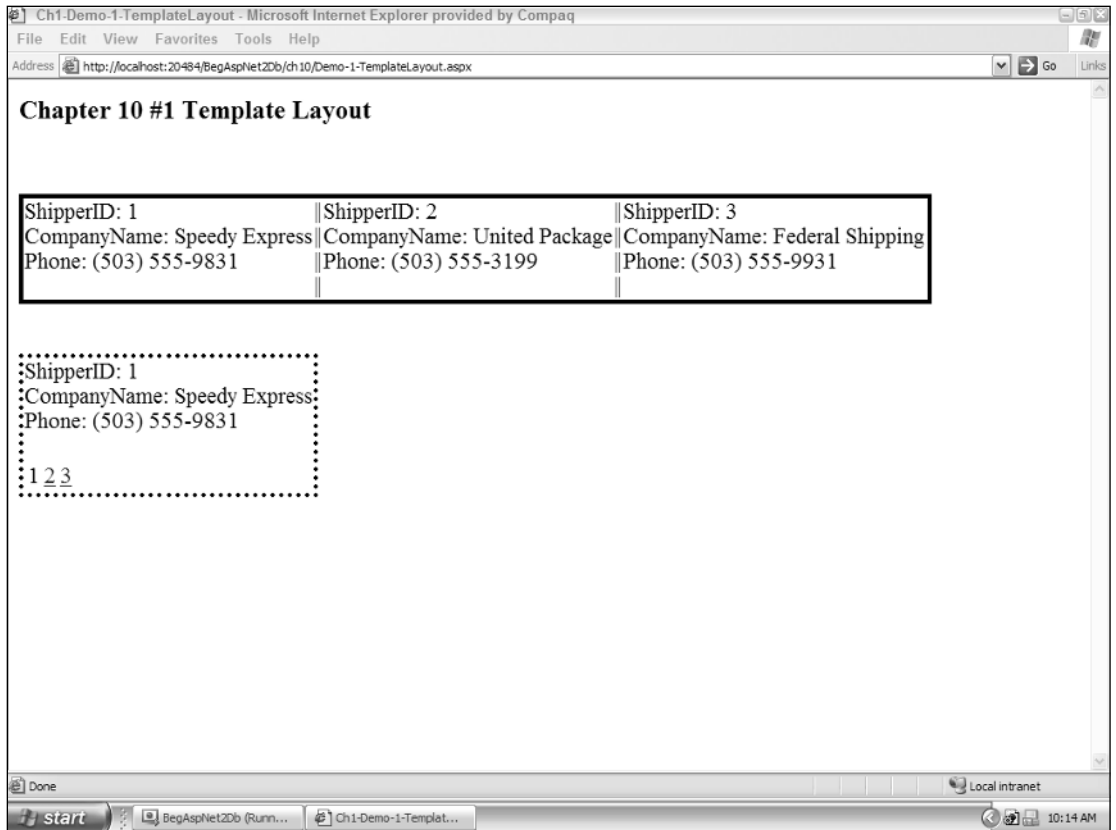 Ch1-Demo-1-TemplateLayout - Microsoft Internet Explorer provided by Compaq
File Edit View Favorites Tools Help
Address http://localhost:20484/BegAspNet2Db/ch10/Demo-1-TemplateLayout.aspx Go Links
Chapter 10 #1 Template Layout
ShipperID: 1 ShipperID: 2 ShipperID: 3
CompanyName: Speedy Express CompanyName: United Package CompanyName: Federal Shipping
Phone: (503) 555-9831 Phone: (503) 555-3199 Phone: (503) 555-9931
ShipperID: 1
CompanyName: Speedy Express
Phone: (503) 555-9831
1 2 3
Done Local intranet
start BegAspNet2Db (Runn... Ch1-Demo-1-Templat... 10:14 AM